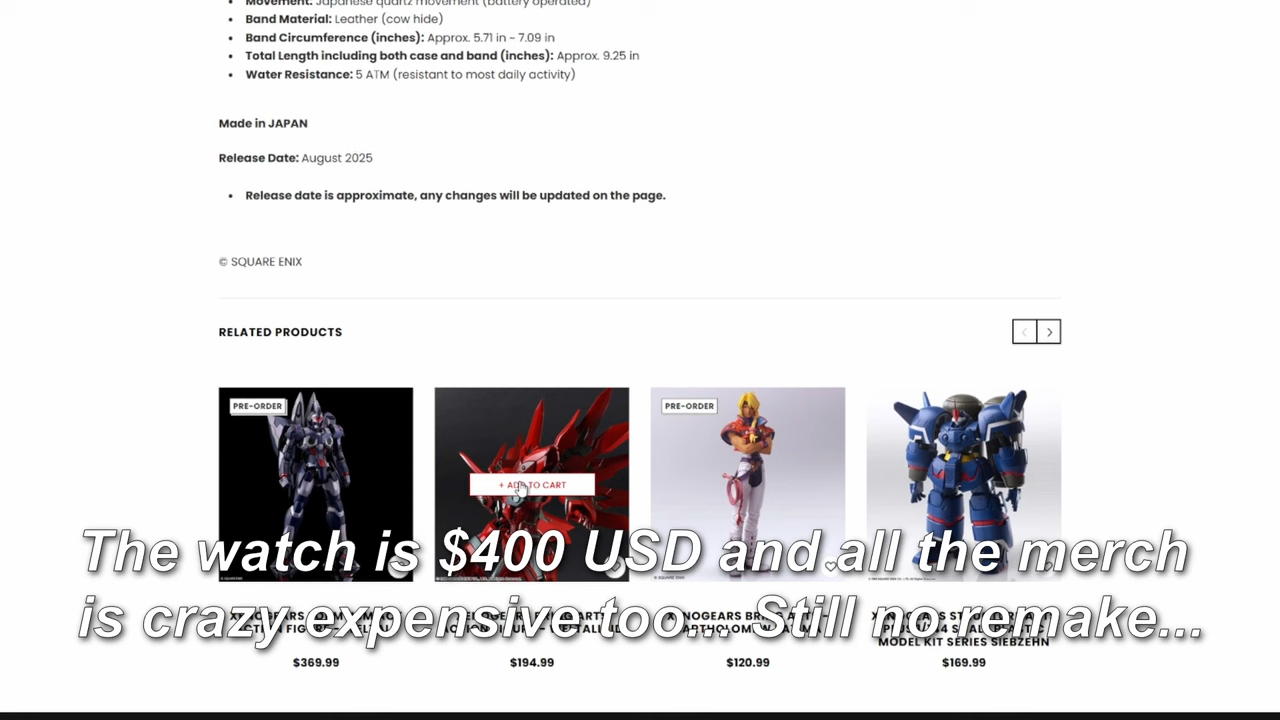 Movement: Japanese quartz movement (battery operated)
• Band Material: Leather (cow hide)
• Band Circumference (inches): Approx. 5.71 in - 7.09 in
• Total Length including both case and band (inches): Approx. 9.25 in
• Water Resistance: 5 ATM (resistant to most daily activity)
Made in JAPAN
Release Date: August 2025
• Release date is approximate, any changes will be updated on the page.
© SQUARE ENIX
RELATED PRODUCTS
PRE-ORDER
+ ADD TO CART
PRE-ORDER
The watch is $400 USD and all the merch
is crazy expensive too... Still no remake...
MODEL KIT SERIES SIEBZEHN
$369.99
$194.99
$120.99
$169.99